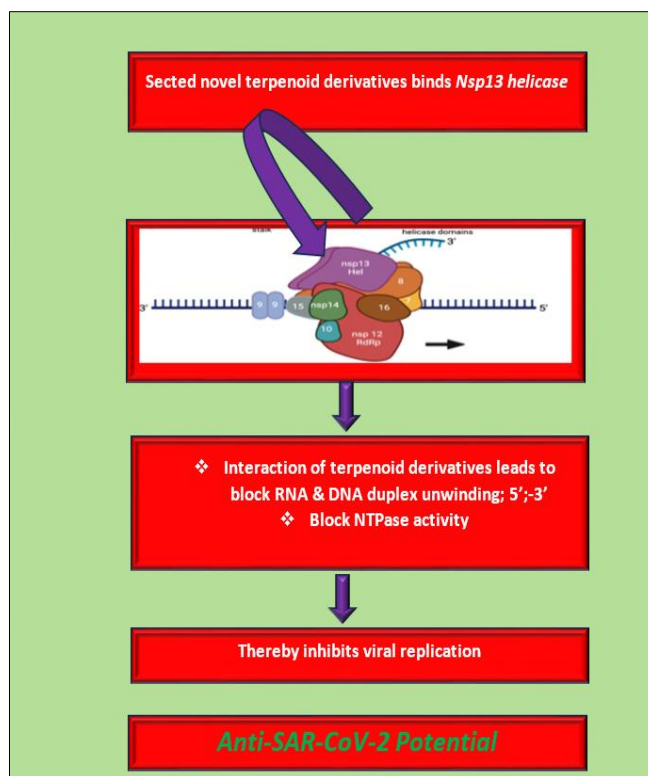 Sected novel terpenoid derivatives binds Nsp13 helicase
stalk
helicase domains
3'
nsp13
Hel
8
3'
9
9
15
nsp14
16
7
5'
10
nsp 12
RdRp
❖ Interaction of terpenoid derivatives leads to
block RNA & DNA duplex unwinding; 5';-3'
❖ Block NTPase activity
Thereby inhibits viral replication
Anti-SAR-CoV-2 Potential